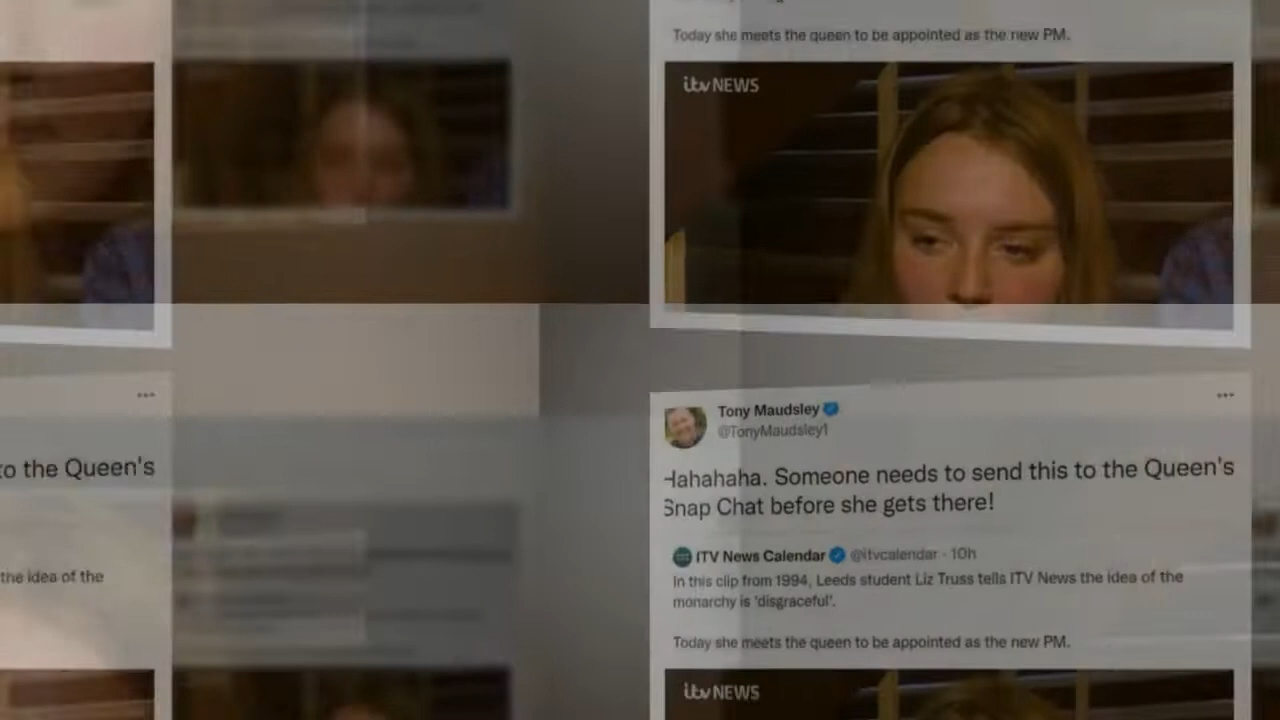 Today she meets the queen to be appointed as the new PM.
itv NEWS
to the Queen's
the idea of the
Tony Maudsley
@TonyMaudsley1
Hahahaha. Someone needs to send this to the Queen's
Snap Chat before she gets there!
ITV News Calendar @itvcalendar · 10h
In this clip from 1994, Leeds student Liz Truss tells ITV News the idea of the
monarchy is 'disgraceful'.
Today she meets the queen to be appointed as the new PM.
itv NEWS